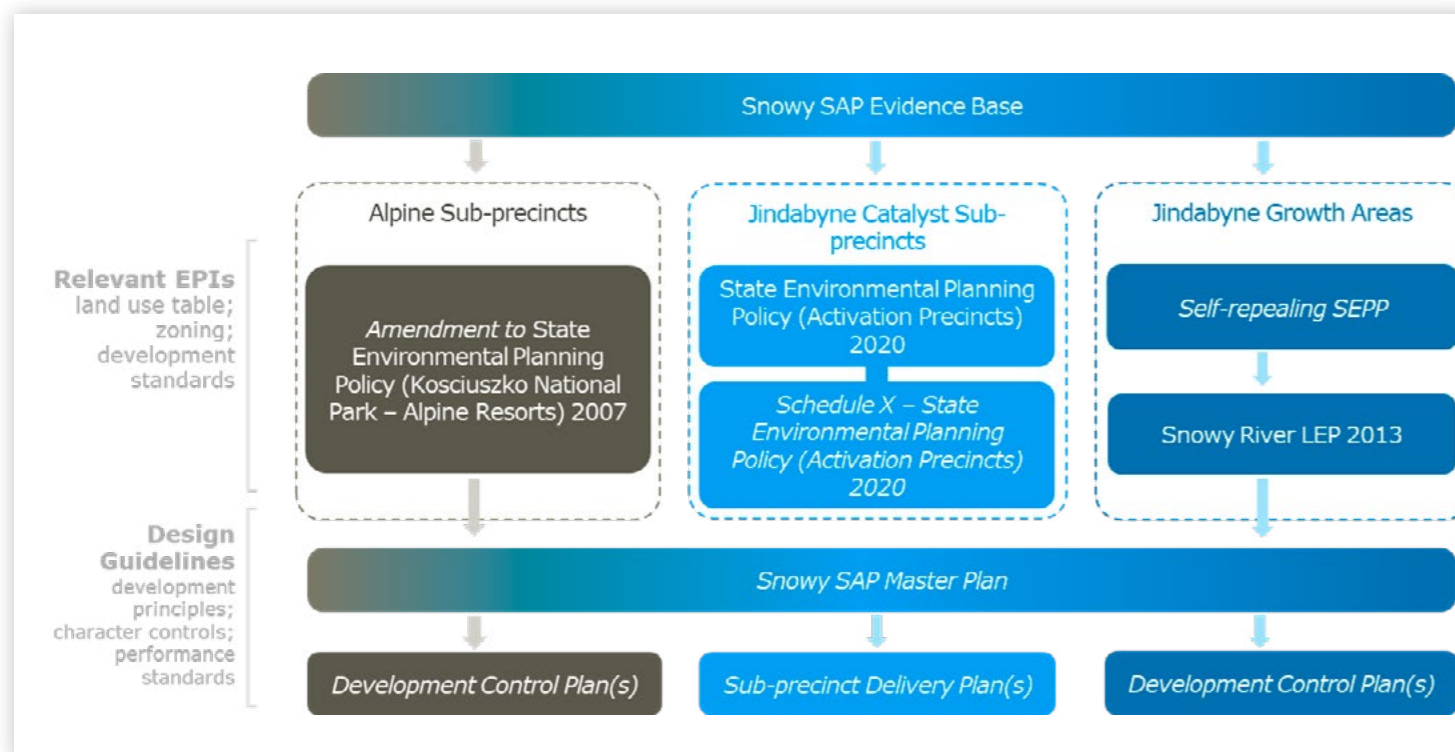 Snowy SAP Evidence Base
Relevant EPIs
land use table;
zoning;
development
standards
Alpine Sub-precincts
Amendment to State
Environmental Planning
Policy (Kosciuszko National
Park – Alpine Resorts) 2007
Jindabyne Catalyst Sub-
precincts
State Environmental Planning
Policy (Activation Precincts)
2020
Schedule X – State
Environmental Planning
Policy (Activation Precincts)
2020
Jindabyne Growth Areas
Self-repealing SEPP
Snowy River LEP 2013
Design
Guidelines
development
principles;
character controls;
performance
standards
Snowy SAP Master Plan
Development Control Plan(s)
Sub-precinct Delivery Plan(s)
Development Control Plan(s)